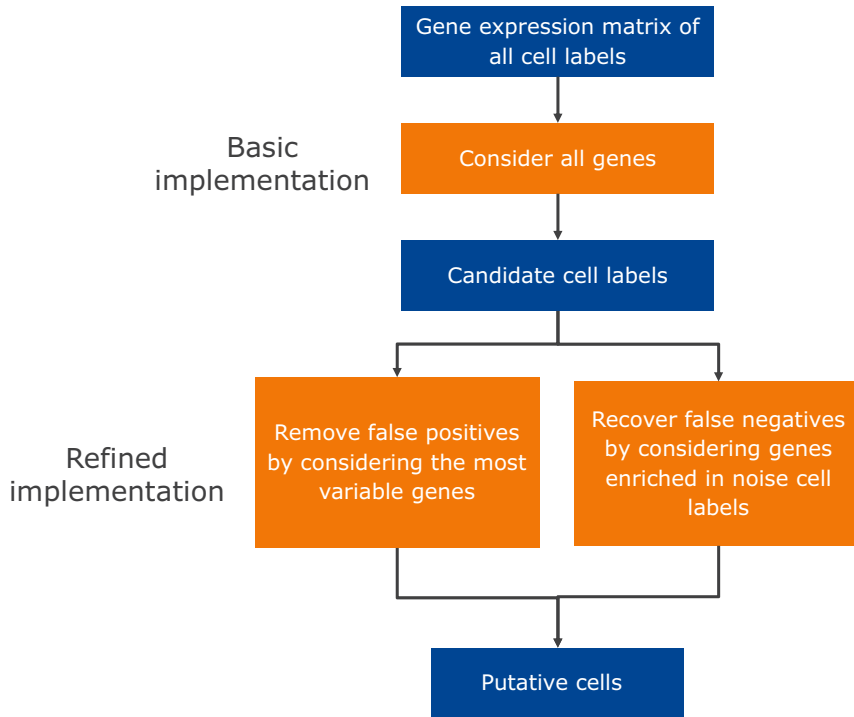 Gene expression matrix of
all cell labels
Basic
implementation
Consider all genes
Candidate cell labels
Refined
implementation
Remove false positives
by considering the most
variable genes
Recover false negatives
by considering genes
enriched in noise cell
labels
Putative cells